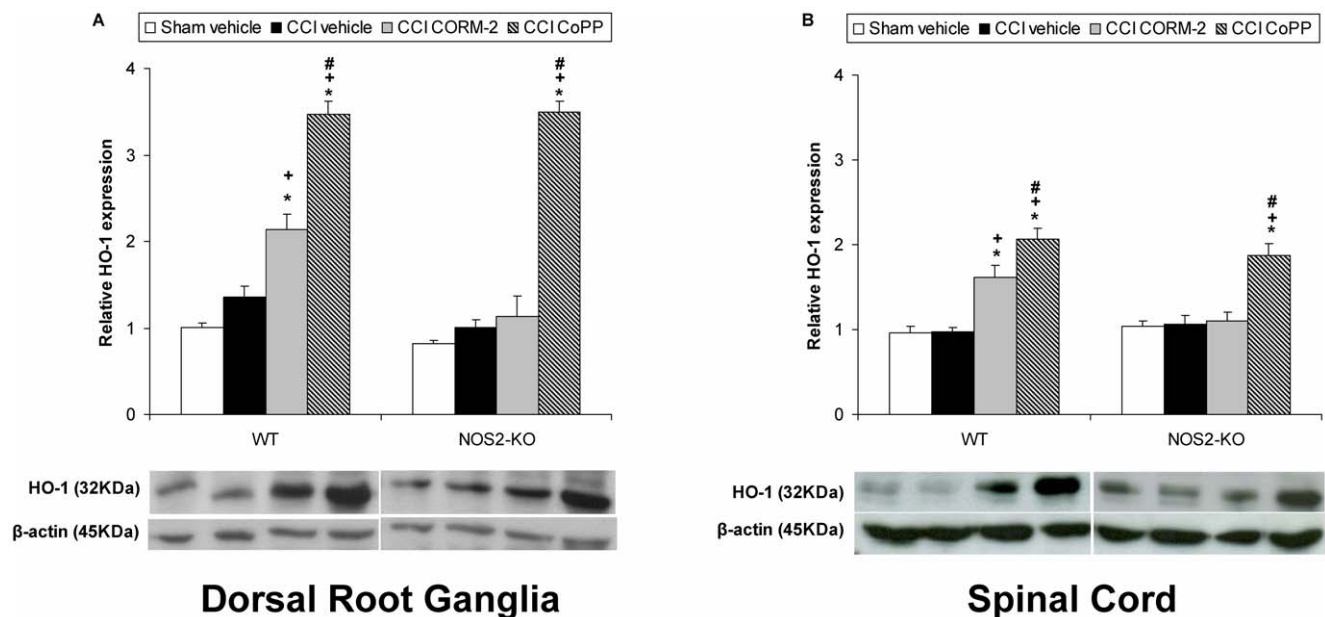 A
Sham vehicle CCI vehicle CCI CORM-2 CCI CoPP
Relative HO-1 expression
4
3
2
1
0
+
*
#
+
*
#
+
*
WT NOS2-KO
HO-1 (32KDa)
β-actin (45KDa)
Dorsal Root Ganglia
B
Sham vehicle CCI vehicle CCI CORM-2 CCI CoPP
Relative HO-1 expression
4
3
2
1
0
+
*
#
+
*
#
+
*
WT NOS2-KO
HO-1 (32KDa)
β-actin (45KDa)
Spinal Cord